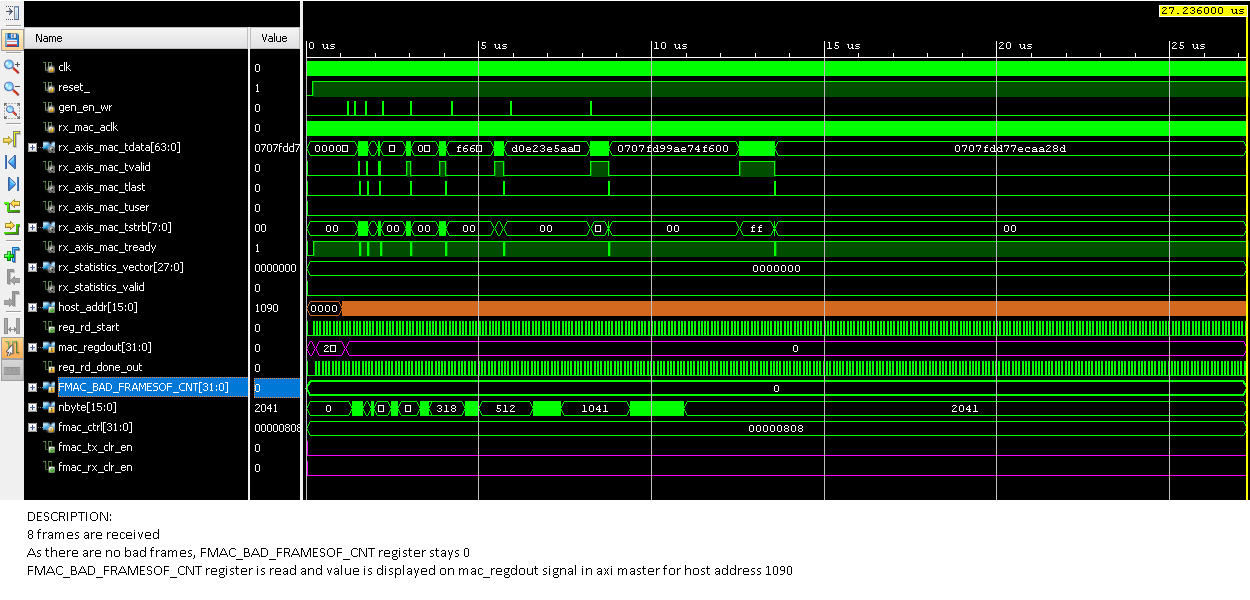 27.236000 us
Name Value
0 us 5 us 10 us 15 us 20 us 25 us
clk 0
reset_ 1
gen_en_wr 0
rx_mac_aclk 0
rx_axis_mac_tdata[63:0] 0707fdd7 0000 0 f66 d0e23e5aa 0707fd99ae74f600 0707fdd77ecaa28d
rx_axis_mac_tvalid 0
rx_axis_mac_tlast 0
rx_axis_mac_tuser 0
rx_axis_mac_tstrb[7:0] 00 00 00 00 00 00 00 ff 00
rx_axis_mac_tready 1
rx_statistics_vector[27:0] 0000000 0000000
rx_statistics_valid 0
host_addr[15:0] 1090 0000
reg_rd_start 0
mac_regdout[31:0] 0 2 0
reg_rd_done_out 0
FMAC_BAD_FRAMESOF_CNT[31:0] 0 0
nbyte[15:0] 2041 0 318 512 1041 2041
fmac_ctrl[31:0] 00000808 00000808
fmac_tx_clr_en 0
fmac_rx_clr_en 0
DESCRIPTION:
8 frames are received
As there are no bad frames, FMAC_BAD_FRAMESOF_CNT register stays 0
FMAC_BAD_FRAMESOF_CNT register is read and value is displayed on mac_regdout signal in axi master for host address 1090